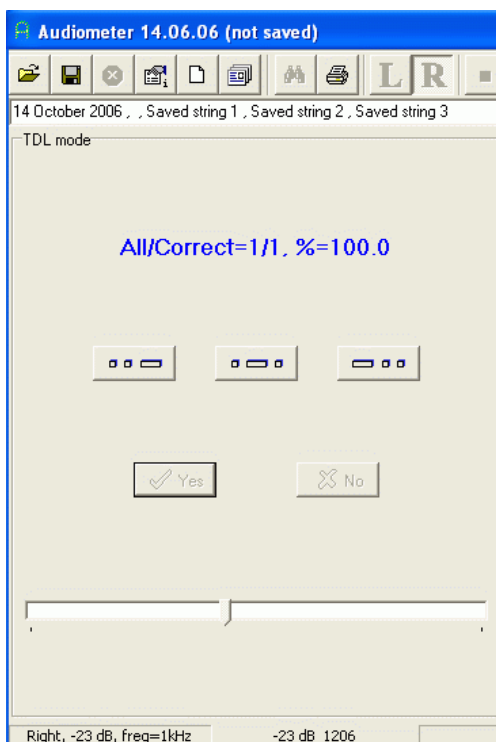 Audiometer 14.06.06 (not saved)
L R
14 October 2006 , , Saved string 1 , Saved string 2 , Saved string 3
TDL mode
All/Correct=1/1, %=100.0
Yes No
Right, -23 dB, freq=1kHz -23 dB 1206